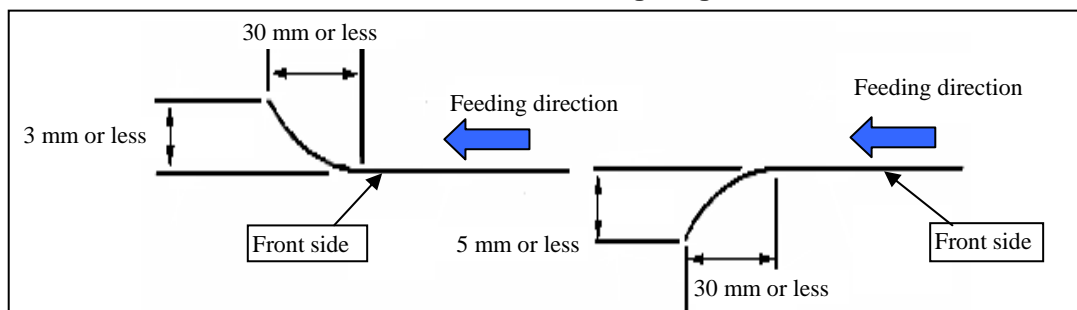 30 mm or less
3 mm or less
Feeding direction
Front side
Feeding direction
5 mm or less
Front side
30 mm or less